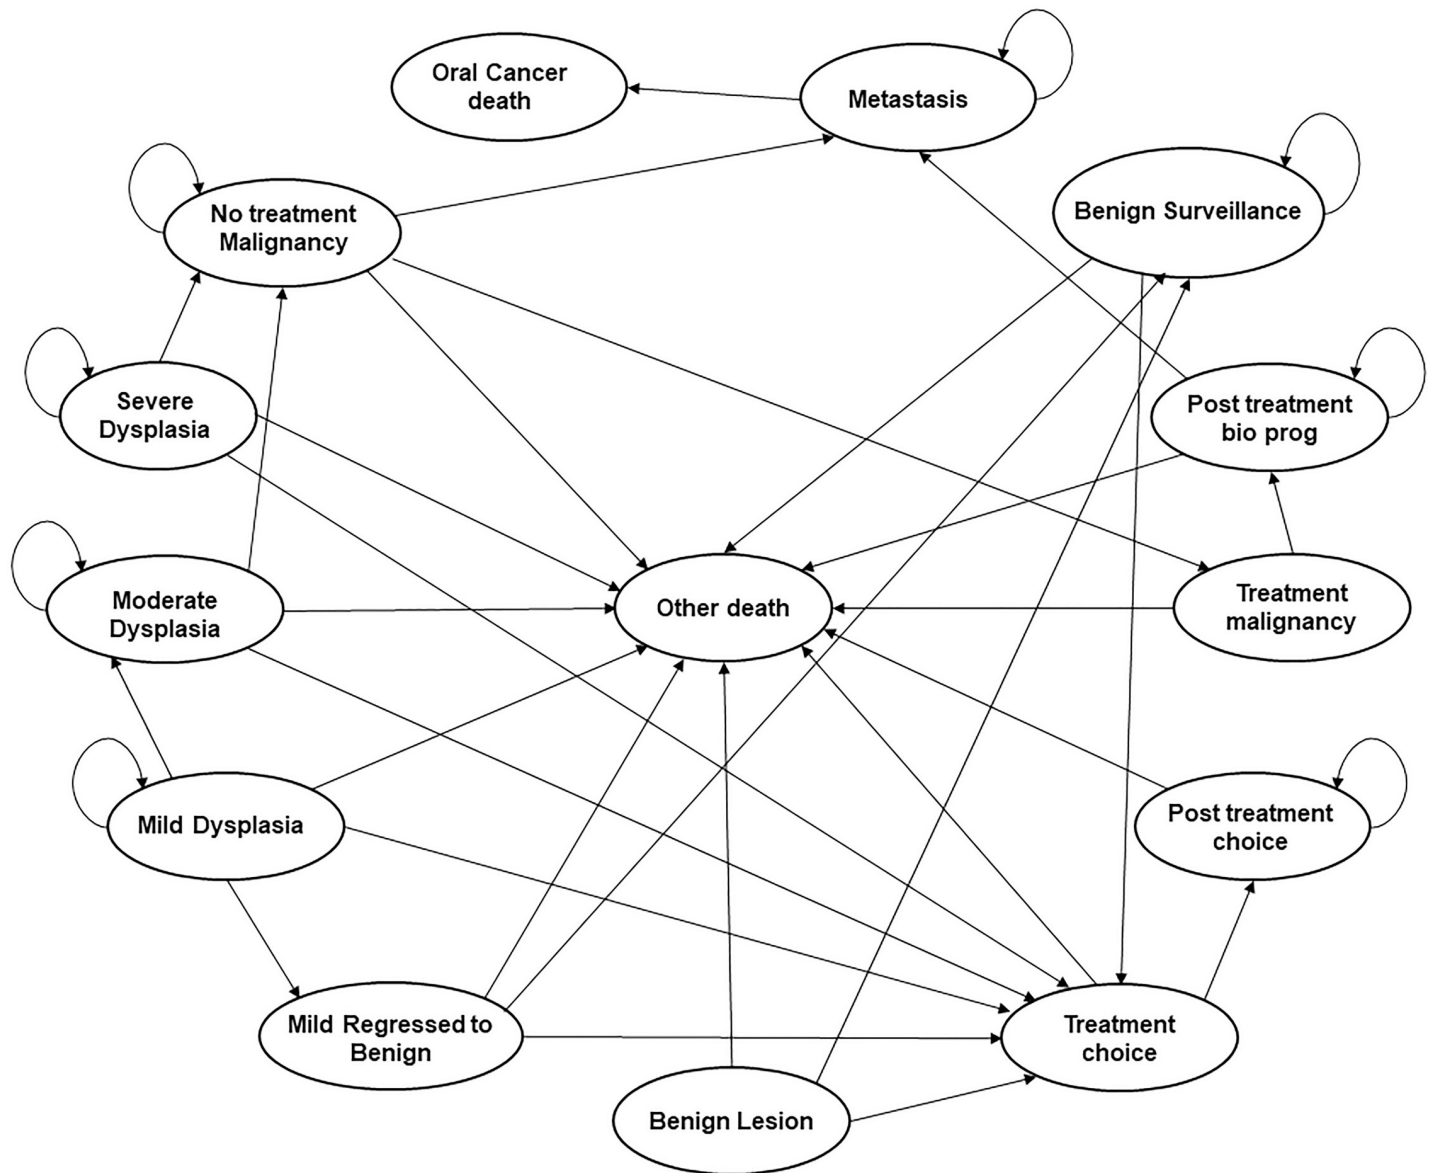 Oral Cancer
death
Metastasis
No treatment
Malignancy
Benign Surveillance
Severe
Dysplasia
Post treatment
bio prog
Moderate
Dysplasia
Other death
Treatment
malignancy
Mild Dysplasia
Post treatment
choice
Mild Regressed to
Benign
Treatment
choice
Benign Lesion